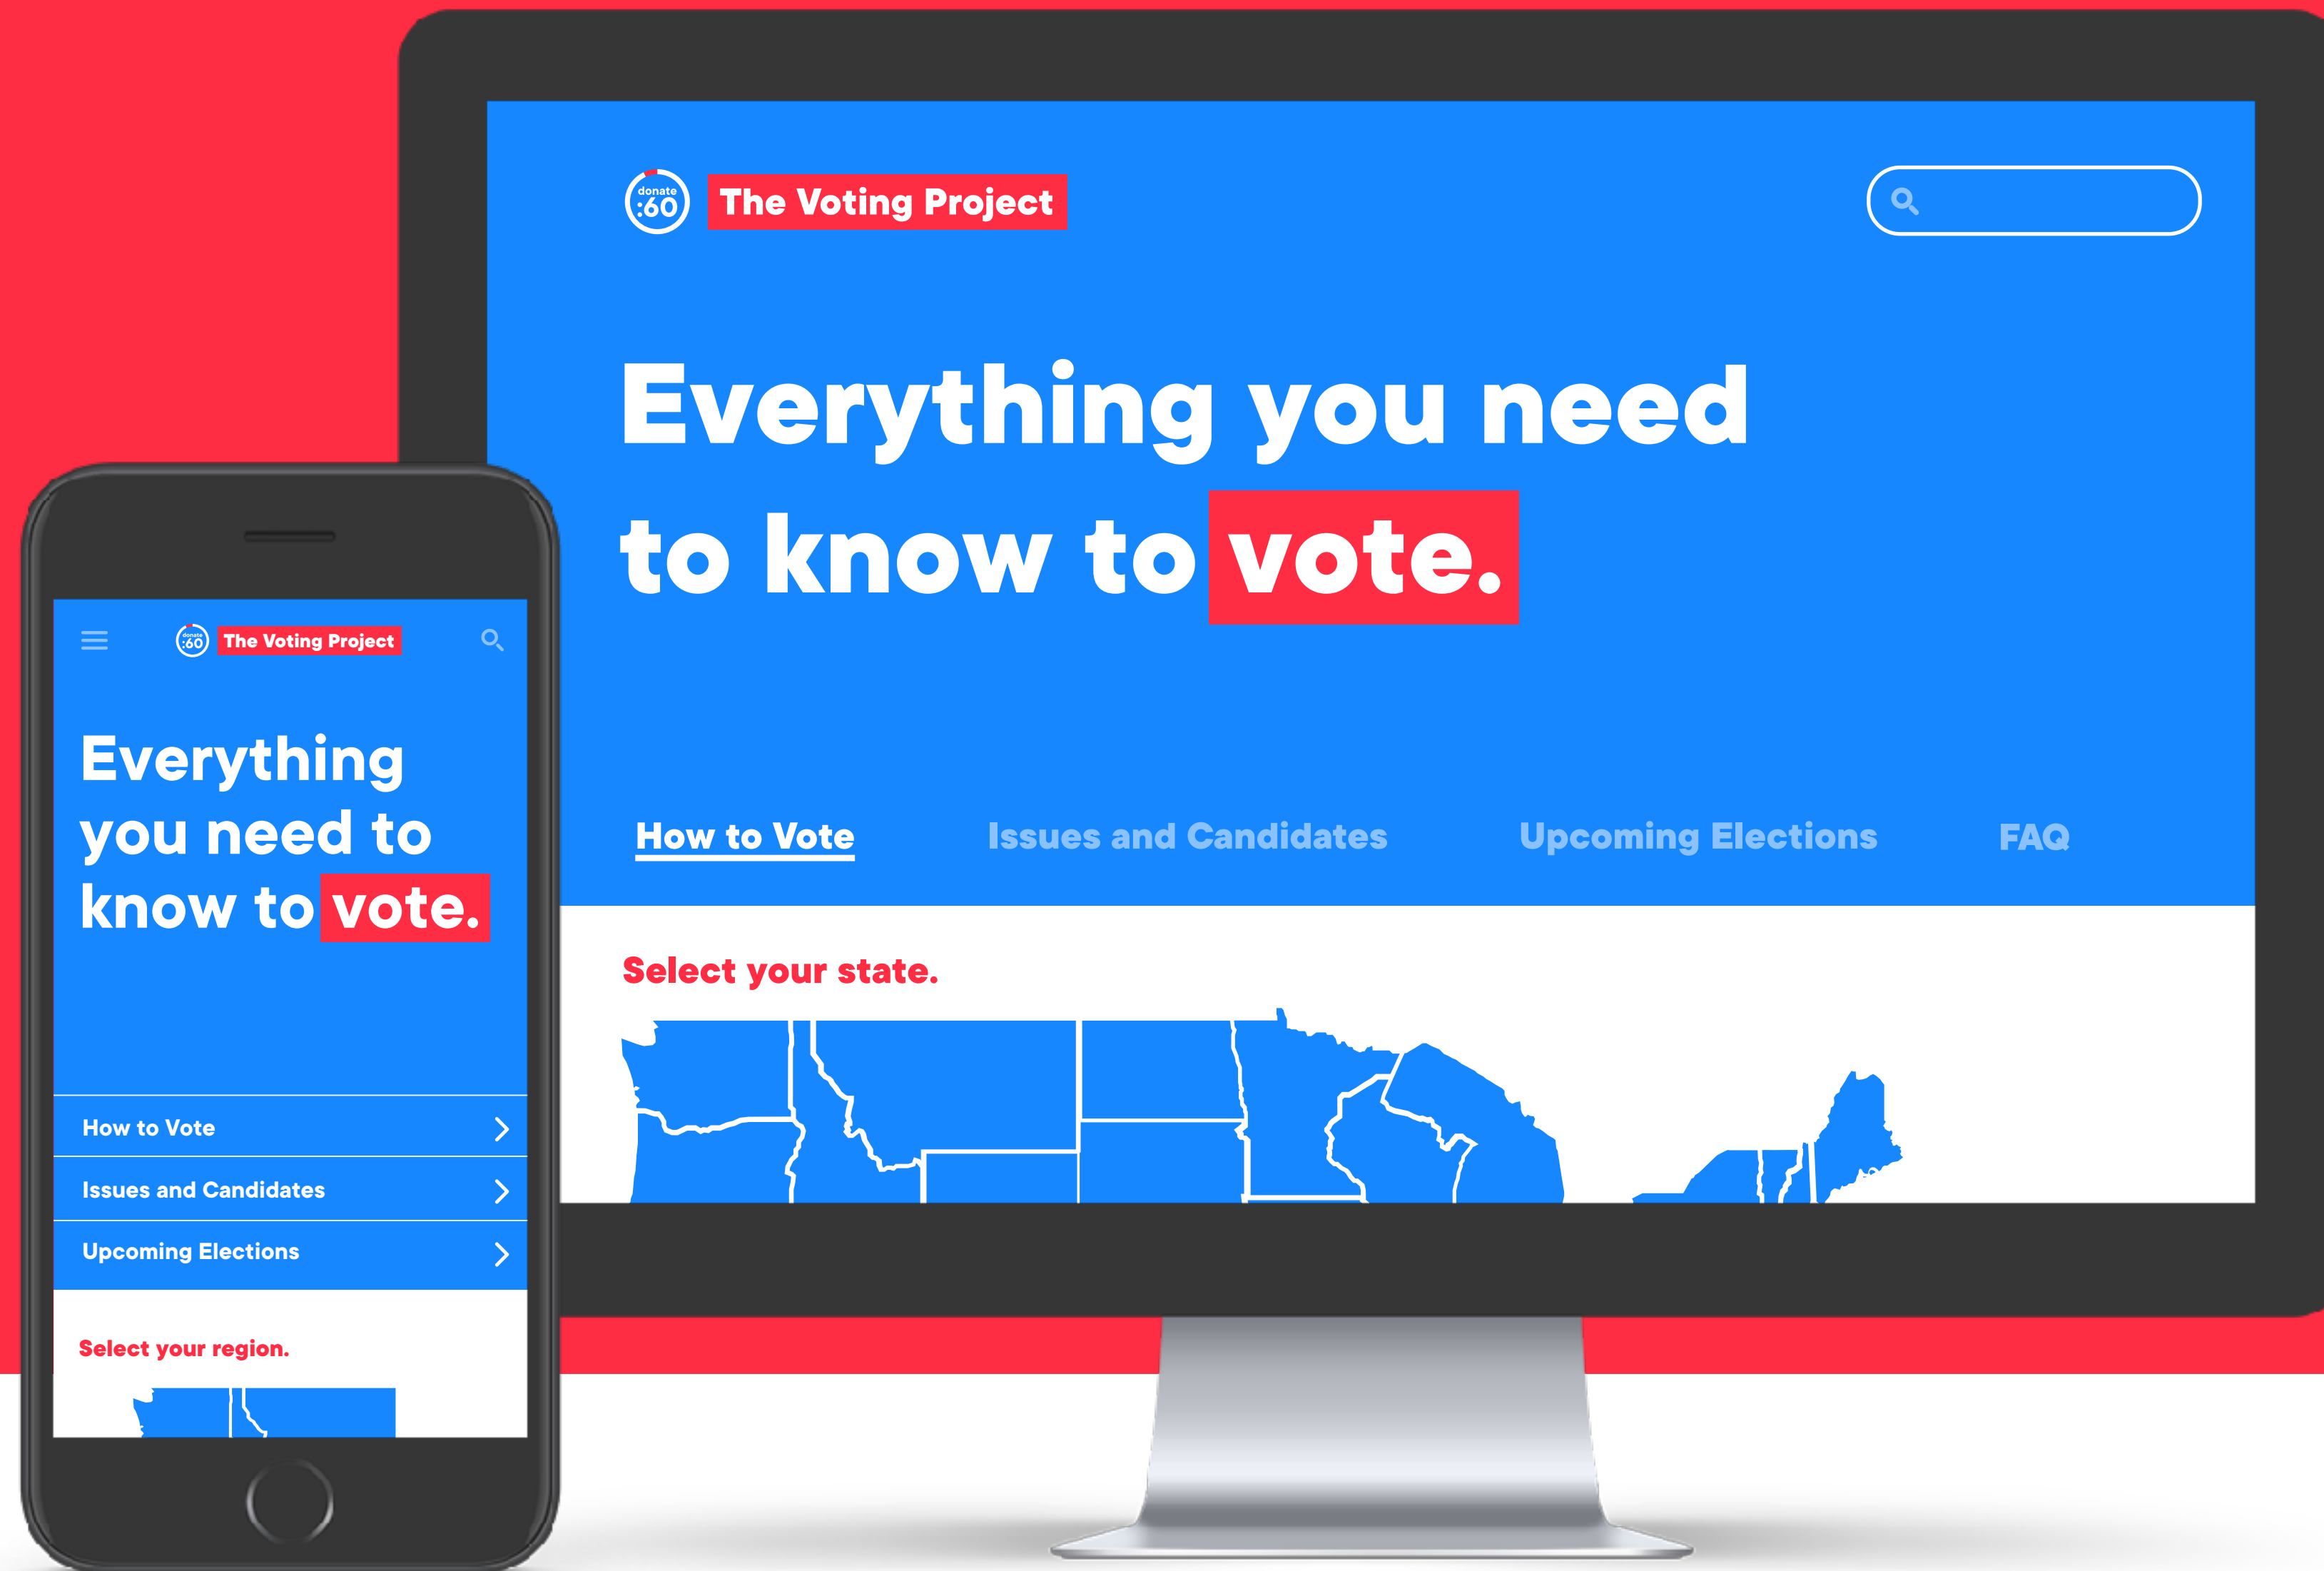 donate
:60
The Voting Project
Everything you need
to know to vote.
How to Vote
Issues and Candidates
Upcoming Elections
FAQ
Select your state.
donate
:60
The Voting Project
Everything
you need to
know to vote.
How to Vote
Issues and Candidates
Upcoming Elections
Select your region.